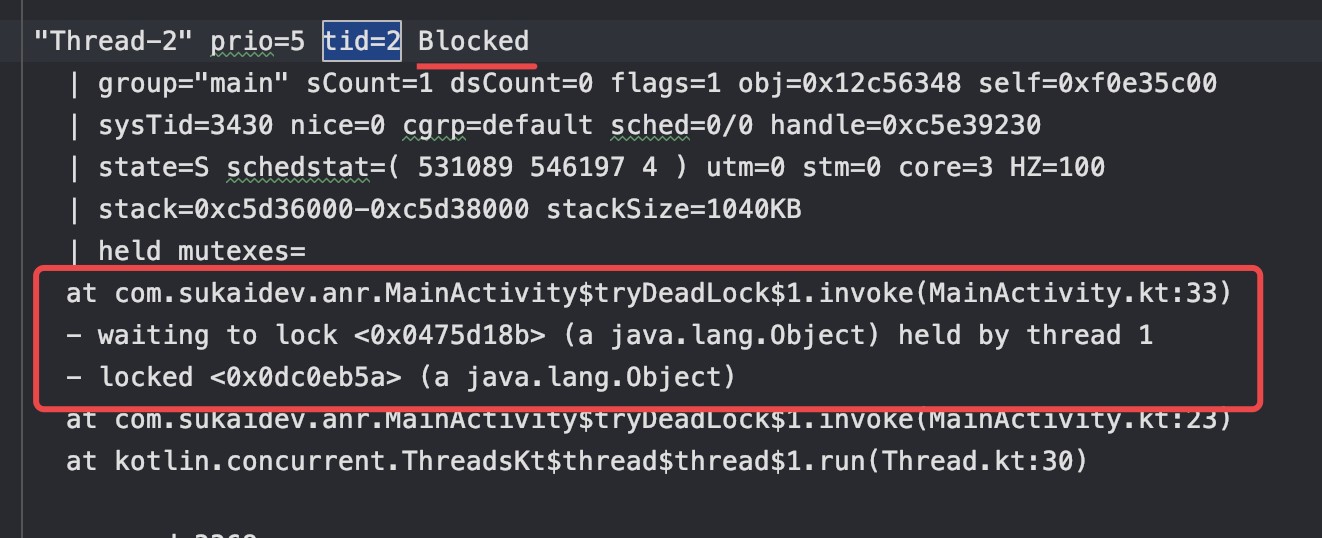 "Thread-2" prio=5 tid=2 Blocked
| group="main" sCount=1 dsCount=0 flags=1 obj=0x12c56348 self=0xf0e35c00
| sysTid=3430 nice=0 cgrp=default sched=0/0 handle=0xc5e39230
| state=S schedstat=( 531089 546197 4 ) utm=0 stm=0 core=3 HZ=100
| stack=0xc5d36000-0xc5d38000 stackSize=1040KB
| held mutexes=
at com.sukaidev.anr.MainActivity$tryDeadLock$1.invoke(MainActivity.kt:33)
- waiting to lock <0x0475d18b> (a java.lang.Object) held by thread 1
- locked <0x0dc0eb5a> (a java.lang.Object)
at com.sukaidev.anr.MainActivity$tryDeadLock$1.invoke(MainActivity.kt:23)
at kotlin.concurrent.ThreadsKt$thread$thread$1.run(Thread.kt:30)